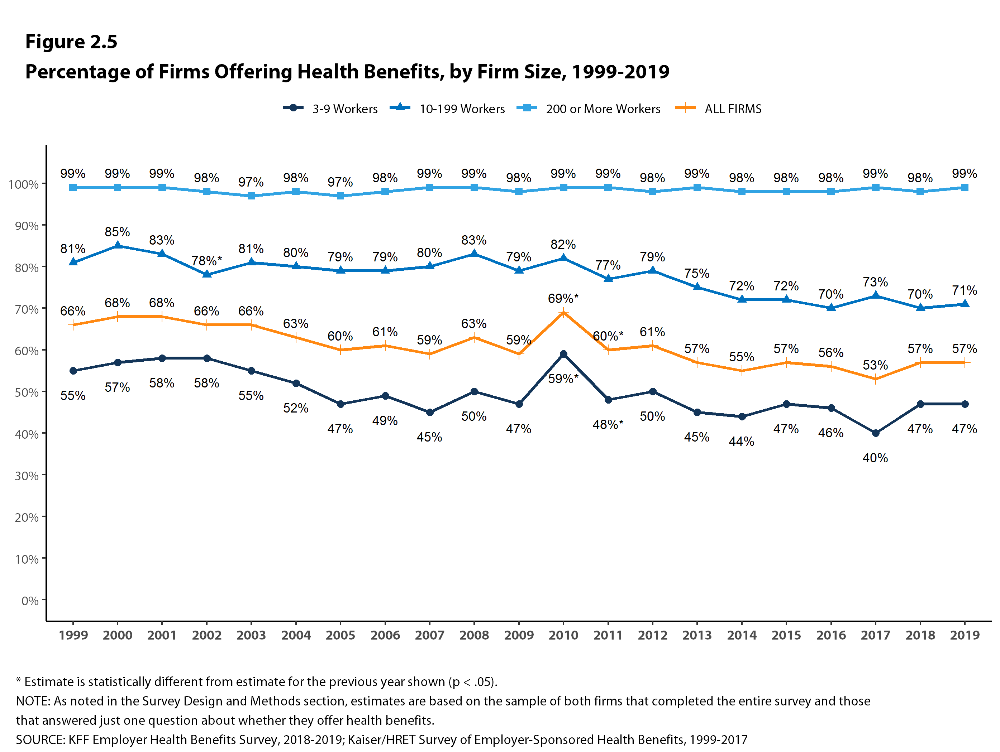 Figure 2.5
Percentage of Firms Offering Health Benefits, by Firm Size, 1999-2019
3-9 Workers 10-199 Workers 200 or More Workers ALL FIRMS
99% 99% 99% 98% 97% 98% 97% 98% 99% 99% 98% 99% 99% 98% 99% 98% 98% 98% 99% 98% 99%
100%
90%
81% 85% 83% 78%* 81% 80% 79% 79% 80% 83% 79% 82% 77% 79% 75% 72% 72% 70% 73% 70% 71%
80%
66% 68% 68% 66% 66% 63% 60% 61% 59% 63% 59% 69%* 60%* 61% 57% 55% 57% 56% 53% 57% 57%
70%
60%
55% 57% 58% 58% 55% 52% 47% 49% 45% 50% 47% 59%* 48%* 50% 45% 44% 47% 46% 40% 47% 47%
50%
40%
30%
20%
10%
0%
1999 2000 2001 2002 2003 2004 2005 2006 2007 2008 2009 2010 2011 2012 2013 2014 2015 2016 2017 2018 2019
* Estimate is statistically different from estimate for the previous year shown (p < .05).
NOTE: As noted in the Survey Design and Methods section, estimates are based on the sample of both firms that completed the entire survey and those
that answered just one question about whether they offer health benefits.
SOURCE: KFF Employer Health Benefits Survey, 2018-2019; Kaiser/HRET Survey of Employer-Sponsored Health Benefits, 1999-2017